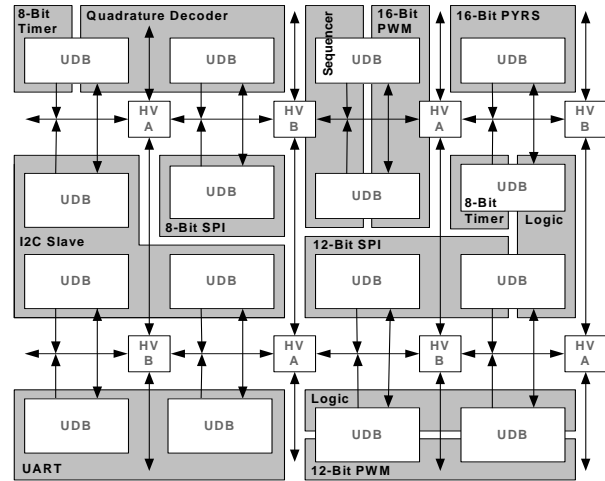 8-Bit
Timer
Quadrature Decoder
Sequencer
16-Bit
PWM
16-Bit PYRS
UDB
UDB
UDB
UDB
HV
A
HV
B
HV
A
HV
B
UDB
UDB
UDB
UDB
8-Bit
Timer
Logic
8-Bit SPI
I2C Slave
12-Bit SPI
UDB
UDB
UDB
UDB
HV
B
HV
A
HV
B
HV
A
Logic
UDB
UDB
UDB
UDB
UART
12-Bit PWM